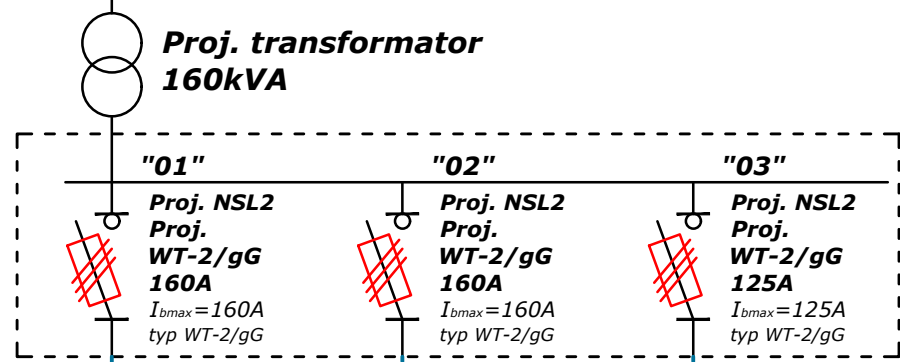 Proj. transformator
160kVA
"01"
"02"
"03"
Proj. NSL2
Proj.
WT-2/gG
160A
Ibmax=160A
typ WT-2/gG
Proj. NSL2
Proj.
WT-2/gG
160A
Ibmax=160A
typ WT-2/gG
Proj. NSL2
Proj.
WT-2/gG
125A
Ibmax=125A
typ WT-2/gG